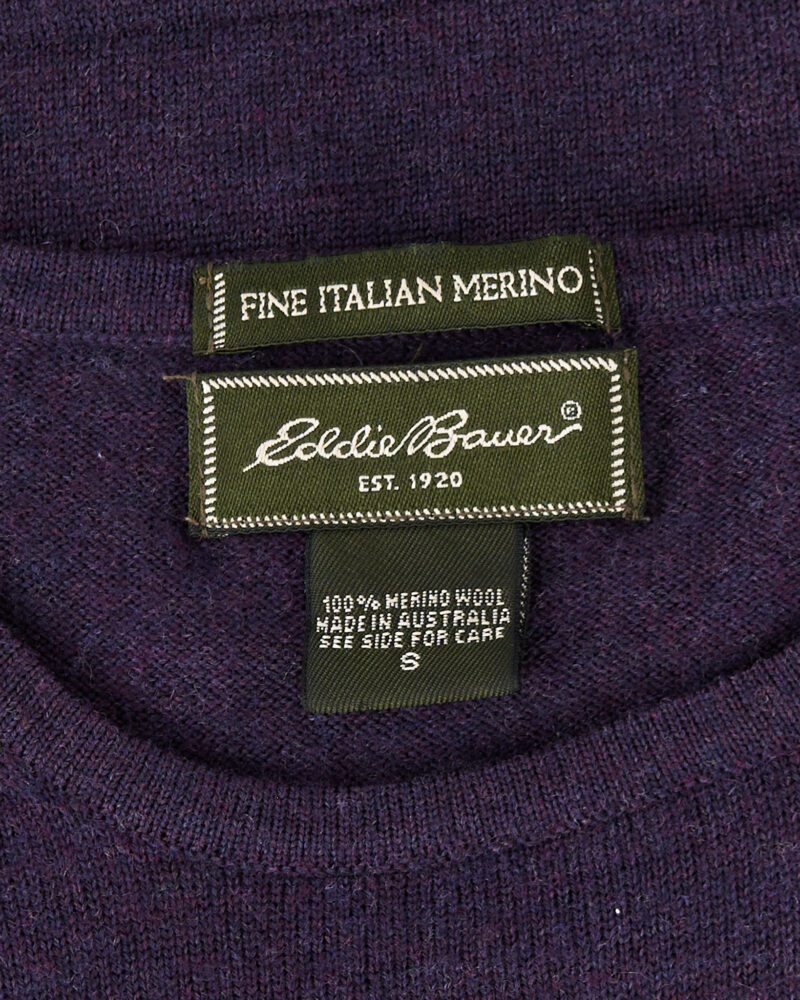 FINE ITALIAN MERINO
Eddie Bauer ®
EST. 1920
100% MERINO WOOL
MADE IN AUSTRALIA
SEE SIDE FOR CARE
S